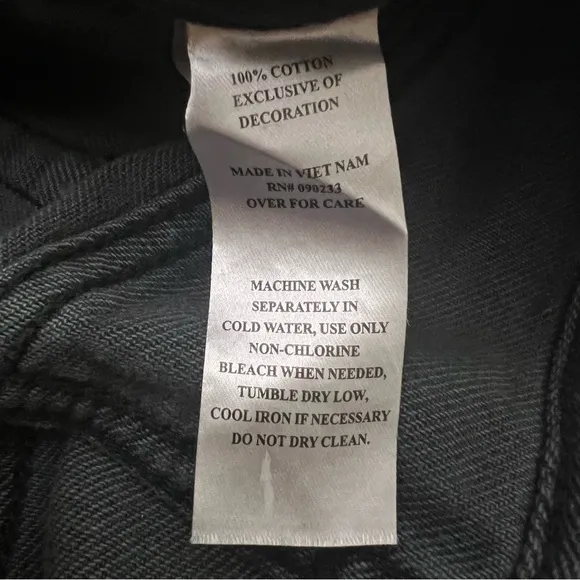 100% COTTON
EXCLUSIVE OF
DECORATION
MADE IN VIET NAM
RN# 090233
OVER FOR CARE
MACHINE WASH
SEPARATELY IN
COLD WATER, USE ONLY
NON-CHLORINE
BLEACH WHEN NEEDED,
TUMBLE DRY LOW,
COOL IRON IF NECESSARY
DO NOT DRY CLEAN.